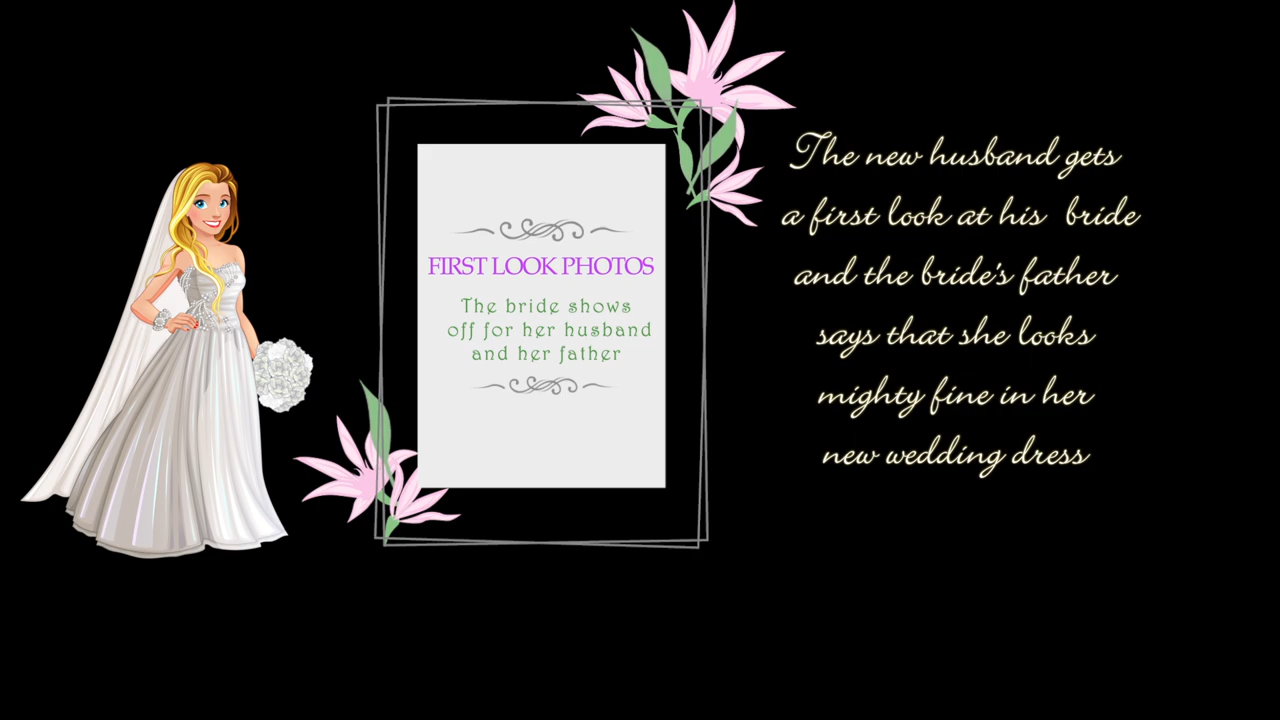 FIRST LOOK PHOTOS
The bride shows
off for her husband
and her father
The new husband gets
a first look at his bride
and the bride's father
says that she looks
mighty fine in her
new wedding dress